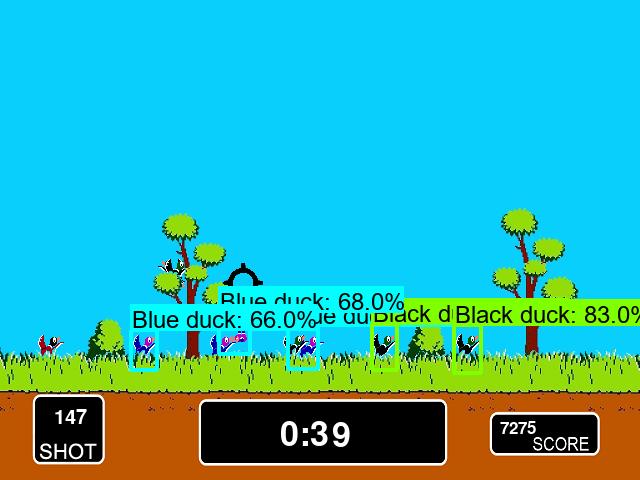 Blue duck: 68.0%
Blue duck: 66.0%
Black d
Black duck: 83.0%
147
SHOT
0:39
7275
SCORE